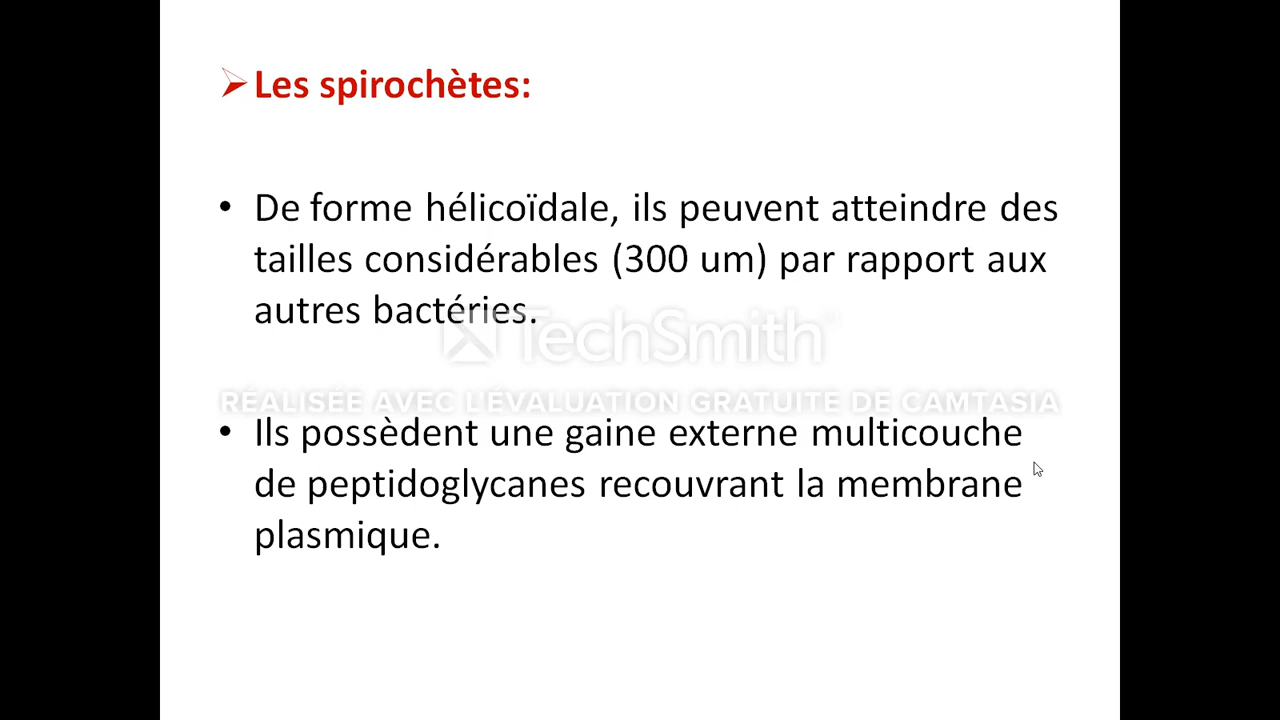 Les spirochètes:
• De forme hélicoïdale, ils peuvent atteindre des
tailles considérables (300 um) par rapport aux
autres bactéries.
TechSmith
RÉALISÉE AVEC L'ÉVALUATION GRATUITE DE CAMTASIA
• Ils possèdent une gaine externe multicouche
de peptidoglycanes recouvrant la membrane
plasmique.